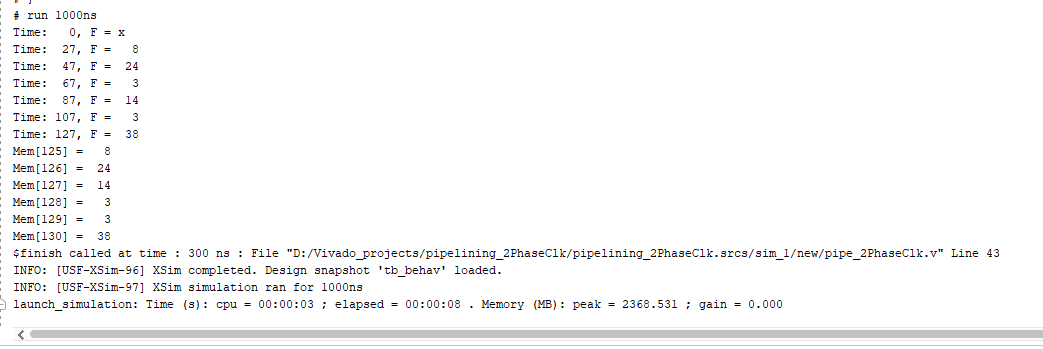 # run 1000ns
Time:   0, F = x
Time:  27, F =   8
Time:  47, F =  24
Time:  67, F =   3
Time:  87, F =  14
Time: 107, F =   3
Time: 127, F =  38
Mem[125] =   8
Mem[126] =  24
Mem[127] =  14
Mem[128] =   3
Mem[129] =   3
Mem[130] =  38
$finish called at time : 300 ns : File "D:/Vivado_projects/pipelining_2PhaseClk/pipelining_2PhaseClk.srcs/sim_1/new/pipe_2PhaseClk.v" Line 43
INFO: [USF-XSim-96] XSim completed. Design snapshot 'tb_behav' loaded.
INFO: [USF-XSim-97] XSim simulation ran for 1000ns
launch_simulation: Time (s): cpu = 00:00:03 ; elapsed = 00:00:08 . Memory (MB): peak = 2368.531 ; gain = 0.000